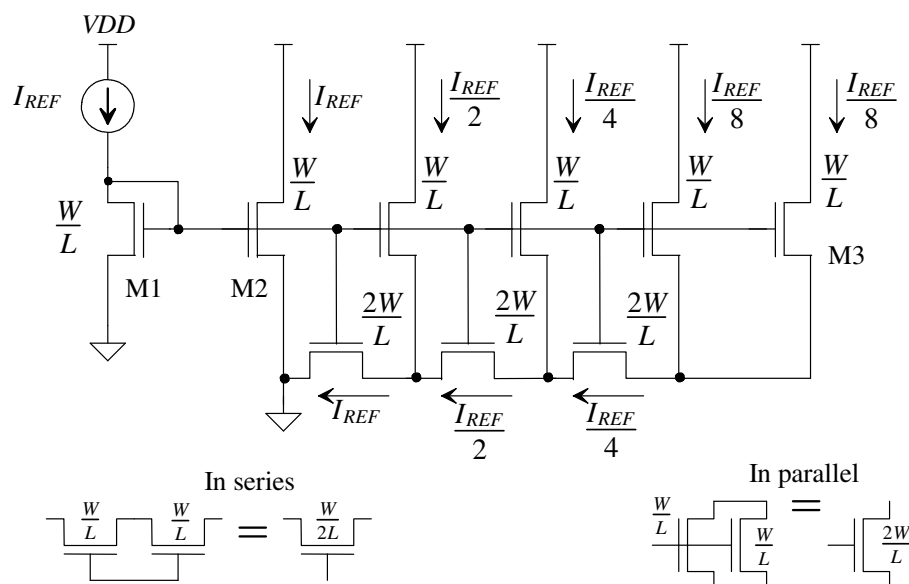 VDD
I_REF
I_REF
I_REF/2
I_REF/4
I_REF/8
I_REF/8
W/L
W/L
W/L
W/L
W/L
W/L
M1
M2
M3
2W/L
2W/L
2W/L
I_REF
I_REF/2
I_REF/4
In series
In parallel
W/L
W/L
=
W/2L
W/L
W/L
=
2W/L